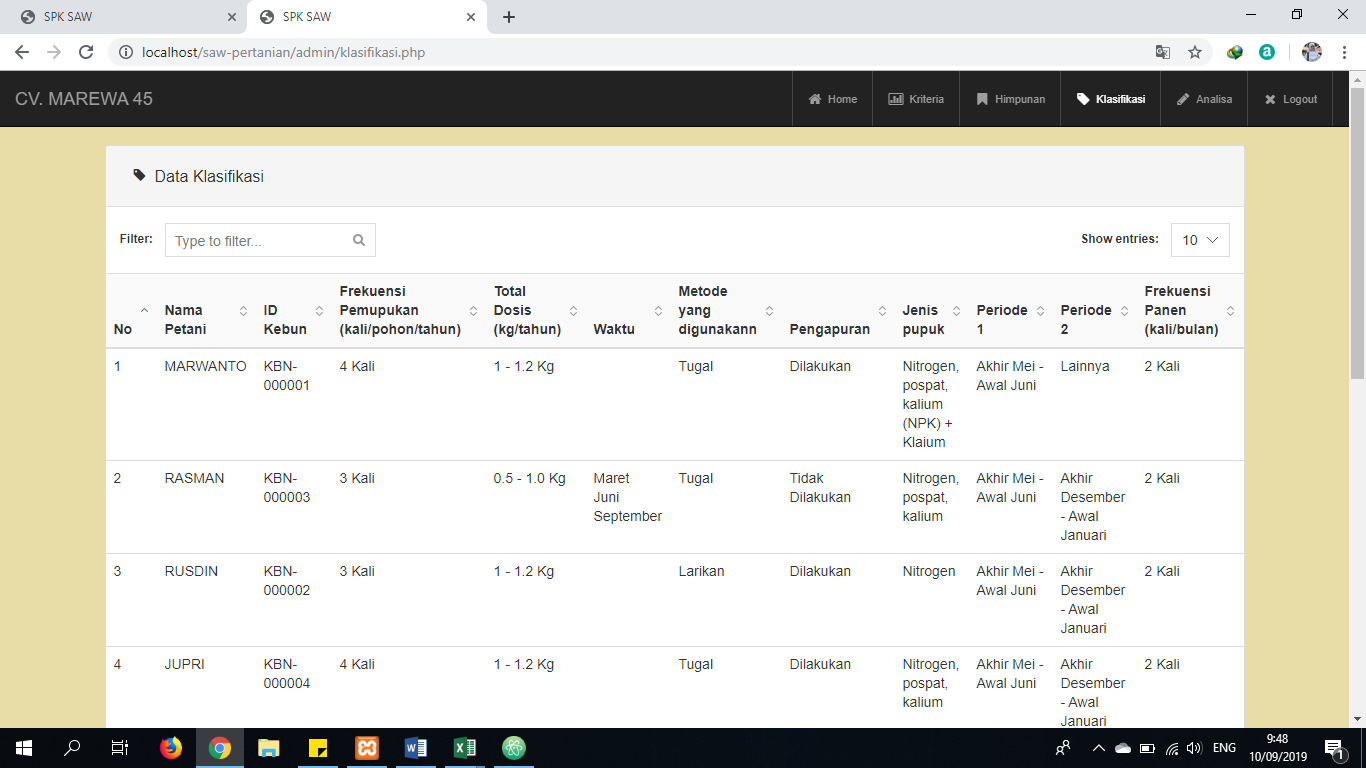 SPK SAW
SPK SAW
localhost/saw-pertanian/admin/klasifikasi.php
CV. MAREWA 45
Home
Kriteria
Himpunan
Klasifikasi
Analisa
Logout
Data Klasifikasi
Filter:
Type to filter...
Show entries:
10
No
Nama
Petani
ID
Kebun
Frekuensi
Pemupukan
(kali/pohon/tahun)
Total
Dosis
(kg/tahun)
Waktu
Metode
yang
digunakann
Pengapuran
Jenis
pupuk
Periode
1
Periode
2
Frekuensi
Panen
(kali/bulan)
1
MARWANTO
KBN-
000001
4 Kali
1 - 1.2 Kg
Tugal
Dilakukan
Nitrogen,
pospat,
kalium
(NPK) +
Klaium
Akhir Mei -
Awal Juni
Lainnya
2 Kali
2
RASMAN
KBN-
000003
3 Kali
0.5 - 1.0 Kg
Maret
Juni
September
Tugal
Tidak
Dilakukan
Nitrogen,
pospat,
kalium
Akhir Mei -
Awal Juni
Akhir
Desember
- Awal
Januari
2 Kali
3
RUSDIN
KBN-
000002
3 Kali
1 - 1.2 Kg
Larikan
Dilakukan
Nitrogen
Akhir Mei -
Awal Juni
Akhir
Desember
- Awal
Januari
2 Kali
4
JUPRI
KBN-
000004
4 Kali
1 - 1.2 Kg
Tugal
Dilakukan
Nitrogen,
pospat,
kalium
Akhir Mei -
Awal Juni
Akhir
Desember
- Awal
Januari
2 Kali
ENG
9:48
10/09/2019
1